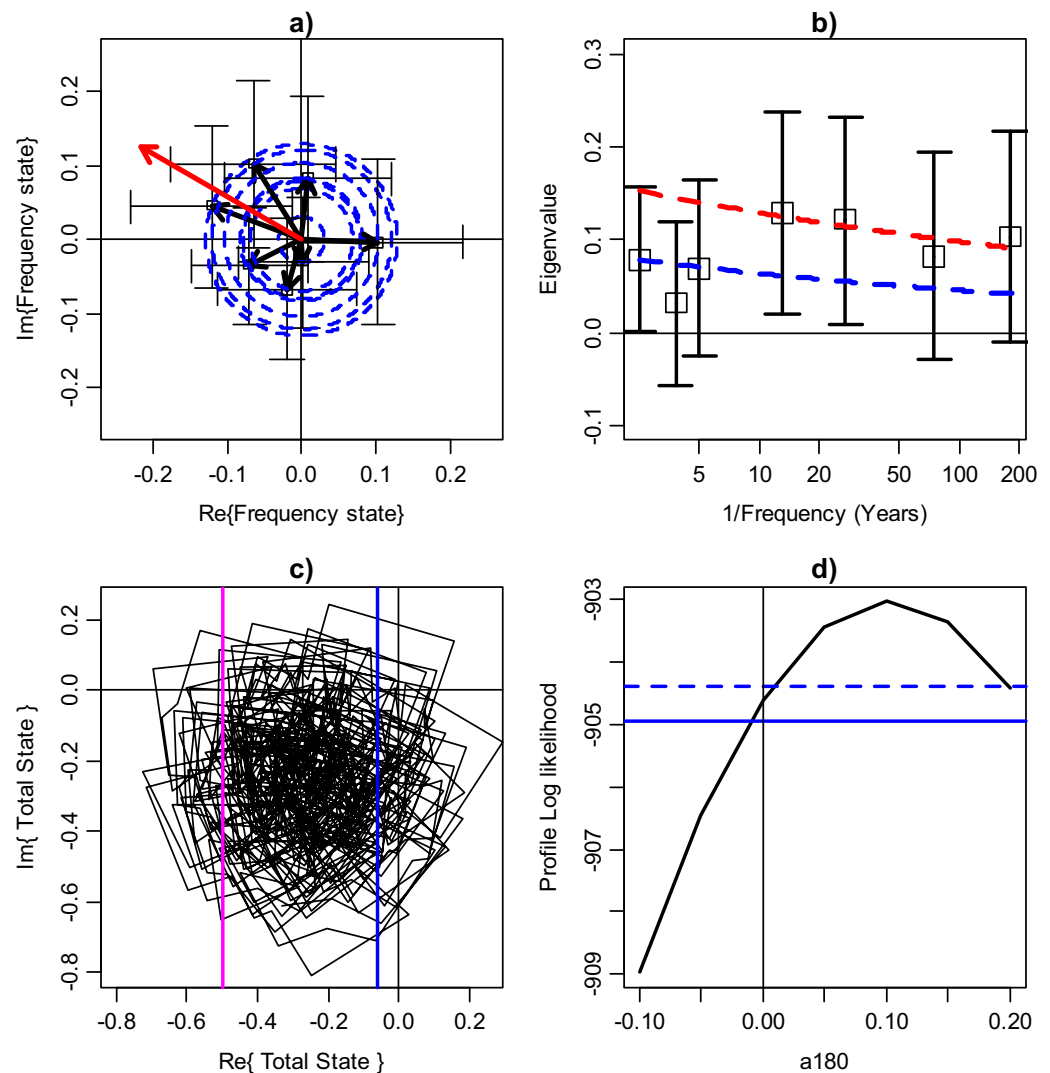 a)
Im{Frequency state}
0.2
0.1
0.0
-0.1
-0.2
-0.2 -0.1 0.0 0.1 0.2
Re{Frequency state}
b)
Eigenvalue
0.3
0.2
0.1
0.0
-0.1
5 10 20 50 100 200
1/Frequency (Years)
c)
Im{ Total State }
0.2
0.0
-0.2
-0.4
-0.6
-0.8
-0.8 -0.6 -0.4 -0.2 0.0 0.2
Re{ Total State }
d)
Profile Log likelihood
-903
-905
-907
-909
-0.10 0.00 0.10 0.20
a180